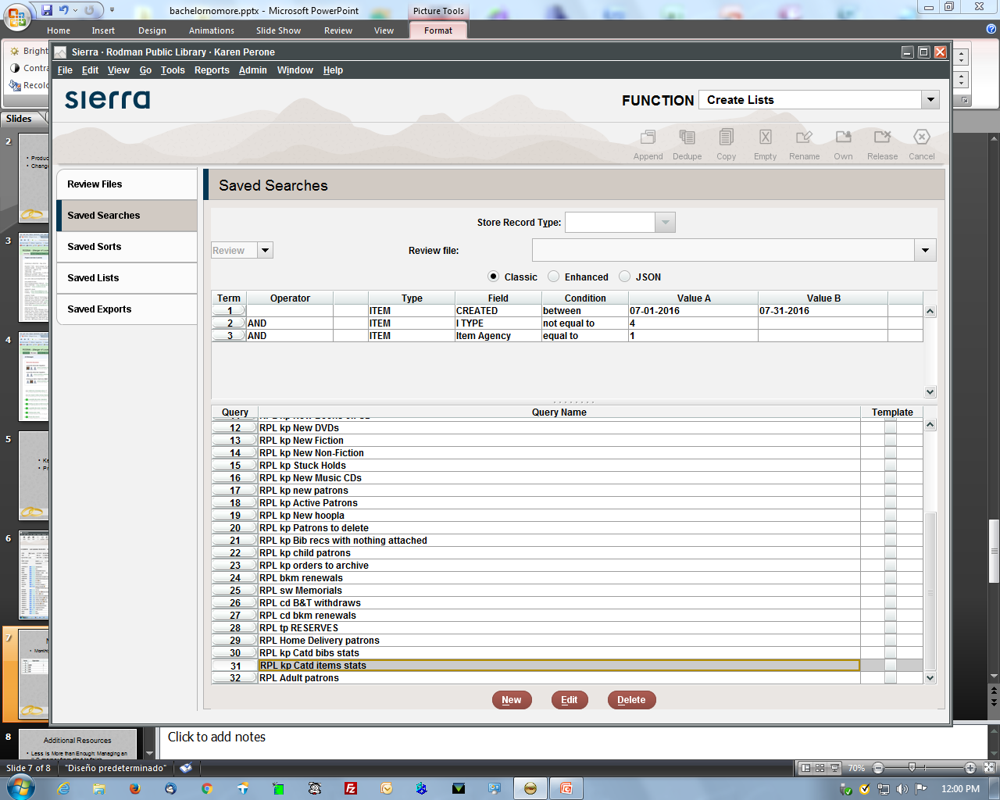 bachelornomore.pptx - Microsoft PowerPoint
Picture Tools
Home Insert Design Animations Slide Show Review View Format
Bright
Contra
Recolo
Slides
Sierra · Rodman Public Library · Karen Perone
File Edit View Go Tools Reports Admin Window Help
sierra
FUNCTION Create Lists
Append Dedupe Copy Empty Rename Own Release Cancel
Review Files
Saved Searches
Saved Sorts
Saved Lists
Saved Exports
Saved Searches
Store Record Type:
Review
Review file:
Classic Enhanced JSON
Term Operator Type Field Condition Value A Value B
1 ITEM CREATED between 07-01-2016 07-31-2016
2 AND ITEM I TYPE not equal to 4
3 AND ITEM Item Agency equal to 1
Query Query Name Template
12 RPL kp New DVDs
13 RPL kp New Fiction
14 RPL kp New Non-Fiction
15 RPL kp Stuck Holds
16 RPL kp New Music CDs
17 RPL kp new patrons
18 RPL kp Active Patrons
19 RPL kp New hoopla
20 RPL kp Patrons to delete
21 RPL kp Bib recs with nothing attached
22 RPL kp child patrons
23 RPL kp orders to archive
24 RPL bkm renewals
25 RPL sw Memorials
26 RPL cd B&T withdraws
27 RPL cd bkm renewals
28 RPL tp RESERVES
29 RPL Home Delivery patrons
30 RPL kp Catd bibs stats
31 RPL kp Catd items stats
32 RPL Adult patrons
New Edit Delete
2
Produc
Change
3
4
5
6
7
Monthl
8
Additional Resources
Less Is More than Enough: Managing an
Click to add notes
Slide 7 of 8 "Diseño predeterminado" 70%
12:00 PM